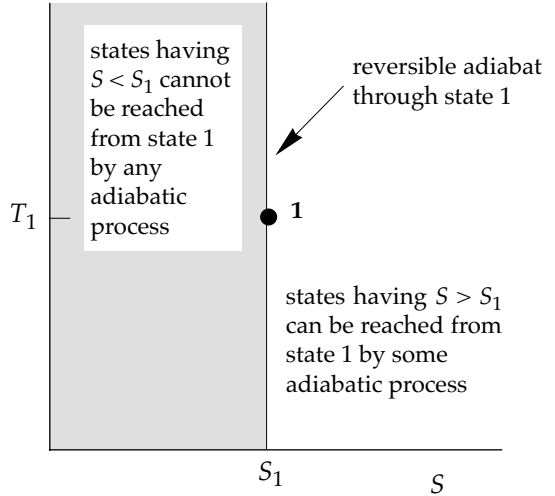 states having
S < S₁ cannot
be reached
from state 1
by any
adiabatic
process
reversible adiabat
through state 1
T₁
1
states having S > S₁
can be reached from
state 1 by some
adiabatic process
S₁
S